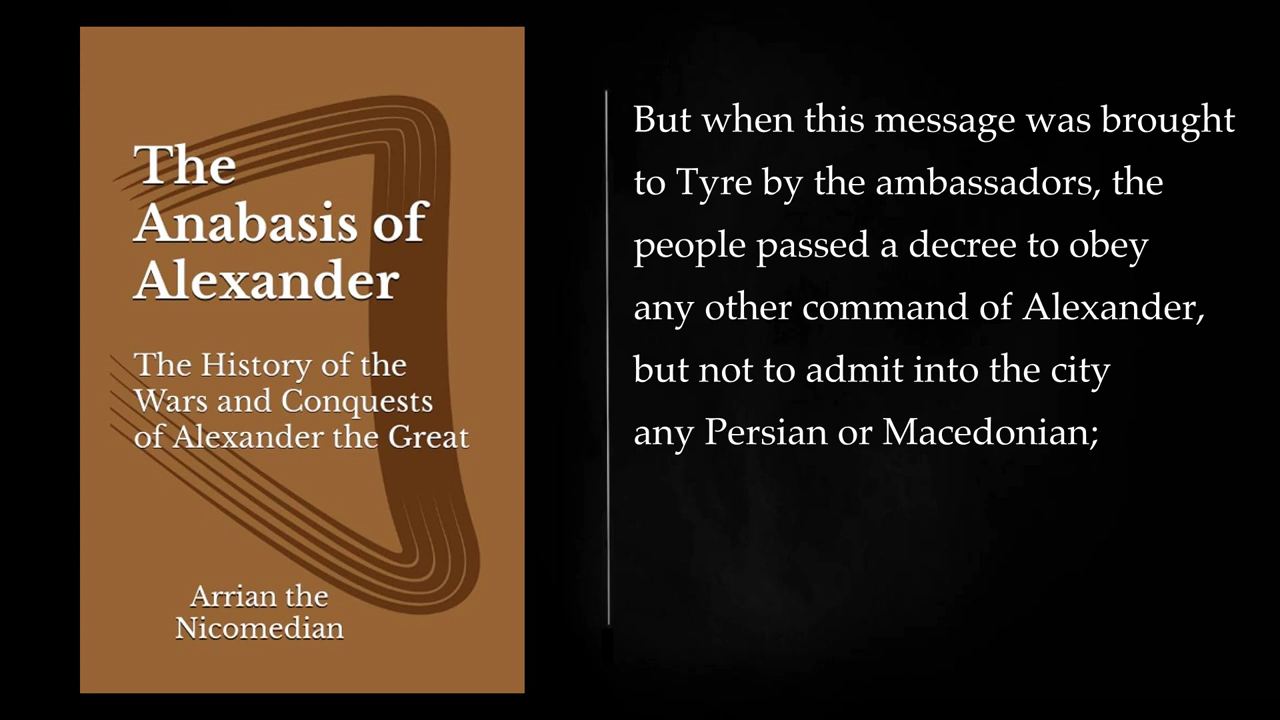 The
Anabasis of
Alexander
The History of the
Wars and Conquests
of Alexander the Great
Arrian the
Nicomedian
But when this message was brought
to Tyre by the ambassadors, the
people passed a decree to obey
any other command of Alexander,
but not to admit into the city
any Persian or Macedonian;